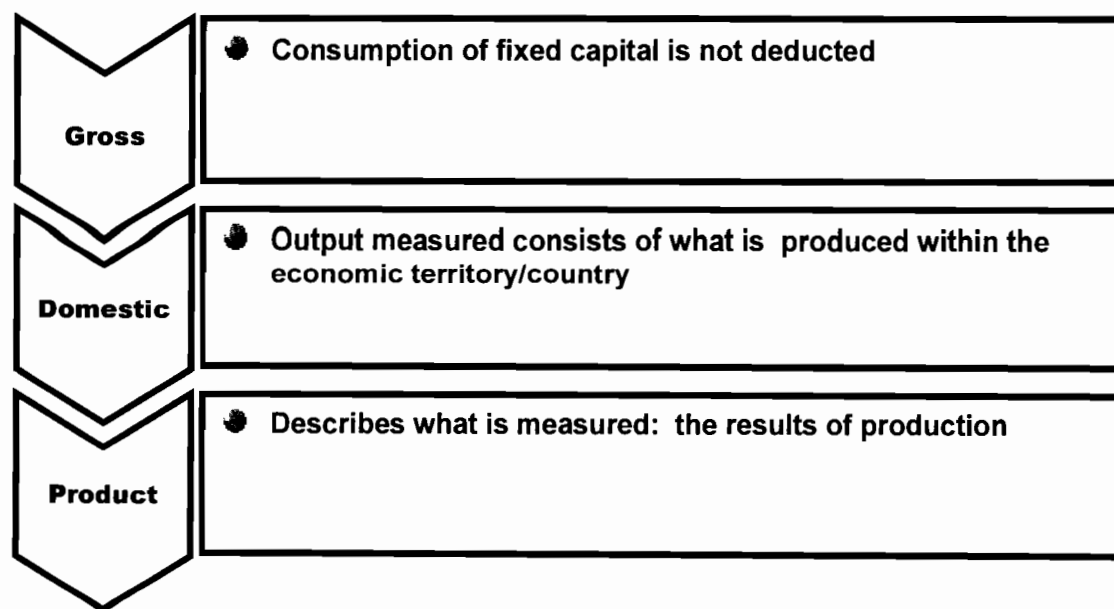 Gross
Consumption of fixed capital is not deducted
Domestic
Output measured consists of what is produced within the
economic territory/country
Product
Describes what is measured: the results of production